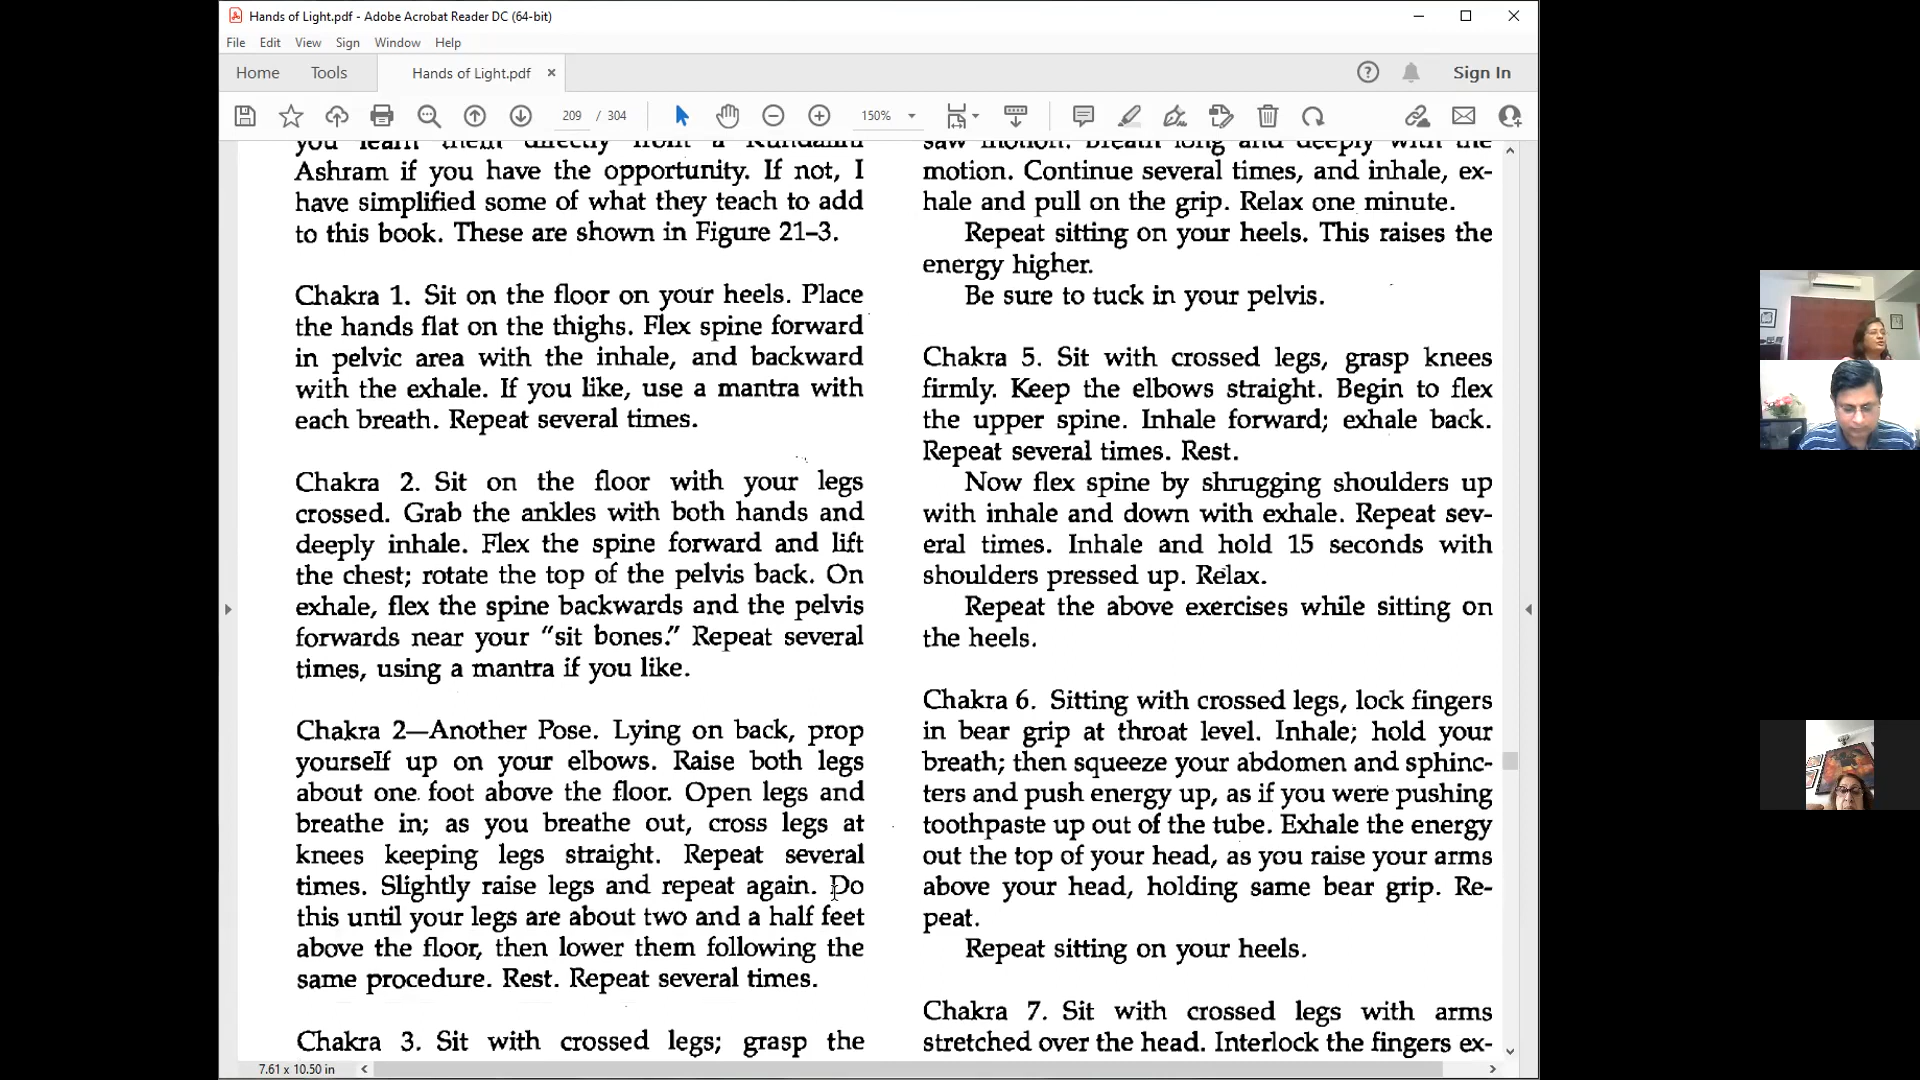 Hands of Light.pdf - Adobe Acrobat Reader DC (64-bit)
File Edit View Sign Window Help
Home Tools Hands of Light.pdf × Sign In
209 / 304 150%
you learn them directly from a Kundalini
Ashram if you have the opportunity. If not, I
have simplified some of what they teach to add
to this book. These are shown in Figure 21–3.
Chakra 1. Sit on the floor on your heels. Place
the hands flat on the thighs. Flex spine forward
in pelvic area with the inhale, and backward
with the exhale. If you like, use a mantra with
each breath. Repeat several times.
Chakra 2. Sit on the floor with your legs
crossed. Grab the ankles with both hands and
deeply inhale. Flex the spine forward and lift
the chest; rotate the top of the pelvis back. On
exhale, flex the spine backwards and the pelvis
forwards near your “sit bones.” Repeat several
times, using a mantra if you like.
Chakra 2—Another Pose. Lying on back, prop
yourself up on your elbows. Raise both legs
about one foot above the floor. Open legs and
breathe in; as you breathe out, cross legs at
knees keeping legs straight. Repeat several
times. Slightly raise legs and repeat again. Do
this until your legs are about two and a half feet
above the floor, then lower them following the
same procedure. Rest. Repeat several times.
Chakra 3. Sit with crossed legs; grasp the
saw motion. Breath long and deeply with the
motion. Continue several times, and inhale, ex-
hale and pull on the grip. Relax one minute.
Repeat sitting on your heels. This raises the
energy higher.
Be sure to tuck in your pelvis.
Chakra 5. Sit with crossed legs, grasp knees
firmly. Keep the elbows straight. Begin to flex
the upper spine. Inhale forward; exhale back.
Repeat several times. Rest.
Now flex spine by shrugging shoulders up
with inhale and down with exhale. Repeat sev-
eral times. Inhale and hold 15 seconds with
shoulders pressed up. Relax.
Repeat the above exercises while sitting on
the heels.
Chakra 6. Sitting with crossed legs, lock fingers
in bear grip at throat level. Inhale; hold your
breath; then squeeze your abdomen and sphinc-
ters and push energy up, as if you were pushing
toothpaste up out of the tube. Exhale the energy
out the top of your head, as you raise your arms
above your head, holding same bear grip. Re-
peat.
Repeat sitting on your heels.
Chakra 7. Sit with crossed legs with arms
stretched over the head. Interlock the fingers ex-
7.61 x 10.50 in